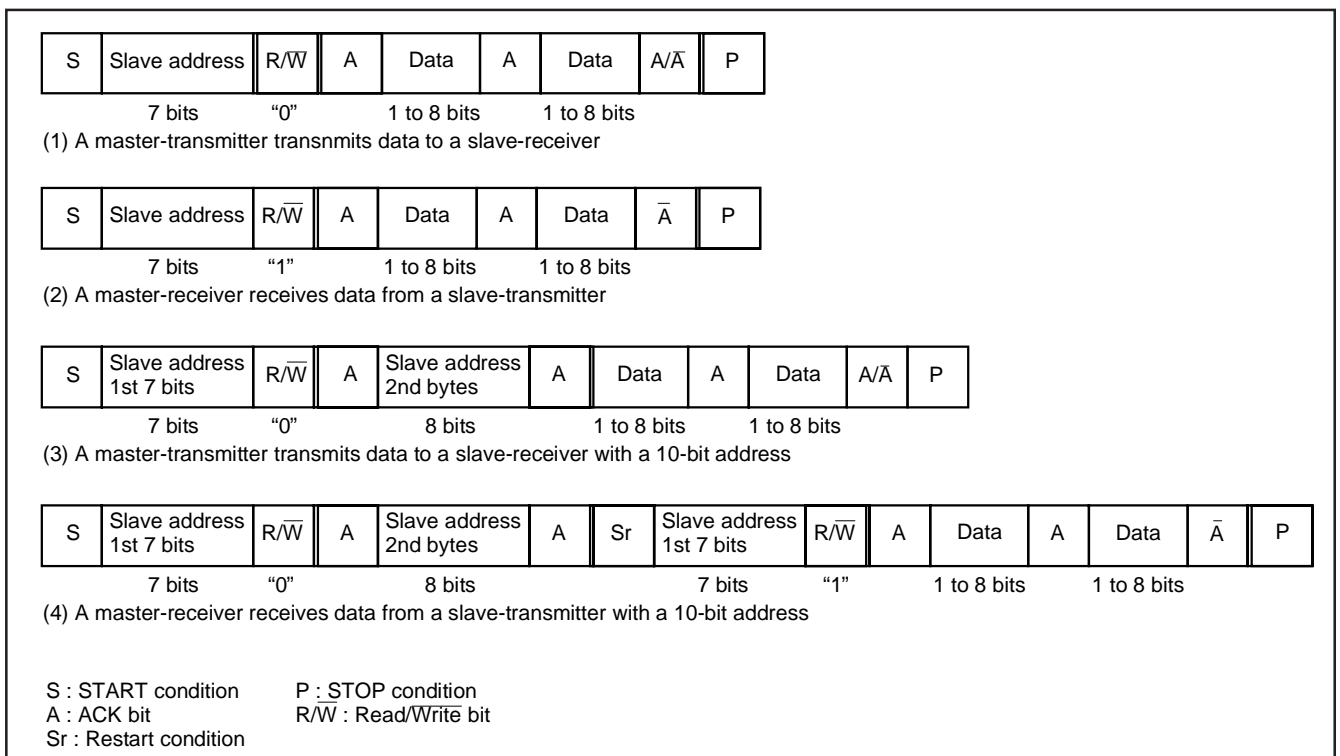 S Slave address R/W̅ A Data A Data A/A̅ P
7 bits “0” 1 to 8 bits 1 to 8 bits
(1) A master-transmitter transnmits data to a slave-receiver
S Slave address R/W̅ A Data A Data A̅ P
7 bits “1” 1 to 8 bits 1 to 8 bits
(2) A master-receiver receives data from a slave-transmitter
S Slave address 1st 7 bits R/W̅ A Slave address 2nd bytes A Data A Data A/A̅ P
7 bits “0” 8 bits 1 to 8 bits 1 to 8 bits
(3) A master-transmitter transmits data to a slave-receiver with a 10-bit address
S Slave address 1st 7 bits R/W̅ A Slave address 2nd bytes A Sr Slave address 1st 7 bits R/W̅ A Data A Data A̅ P
7 bits “0” 8 bits 7 bits “1” 1 to 8 bits 1 to 8 bits
(4) A master-receiver receives data from a slave-transmitter with a 10-bit address
S : START condition P : STOP condition
A : ACK bit R/W̅ : Read/W̅r̅i̅t̅e̅ bit
Sr : Restart condition